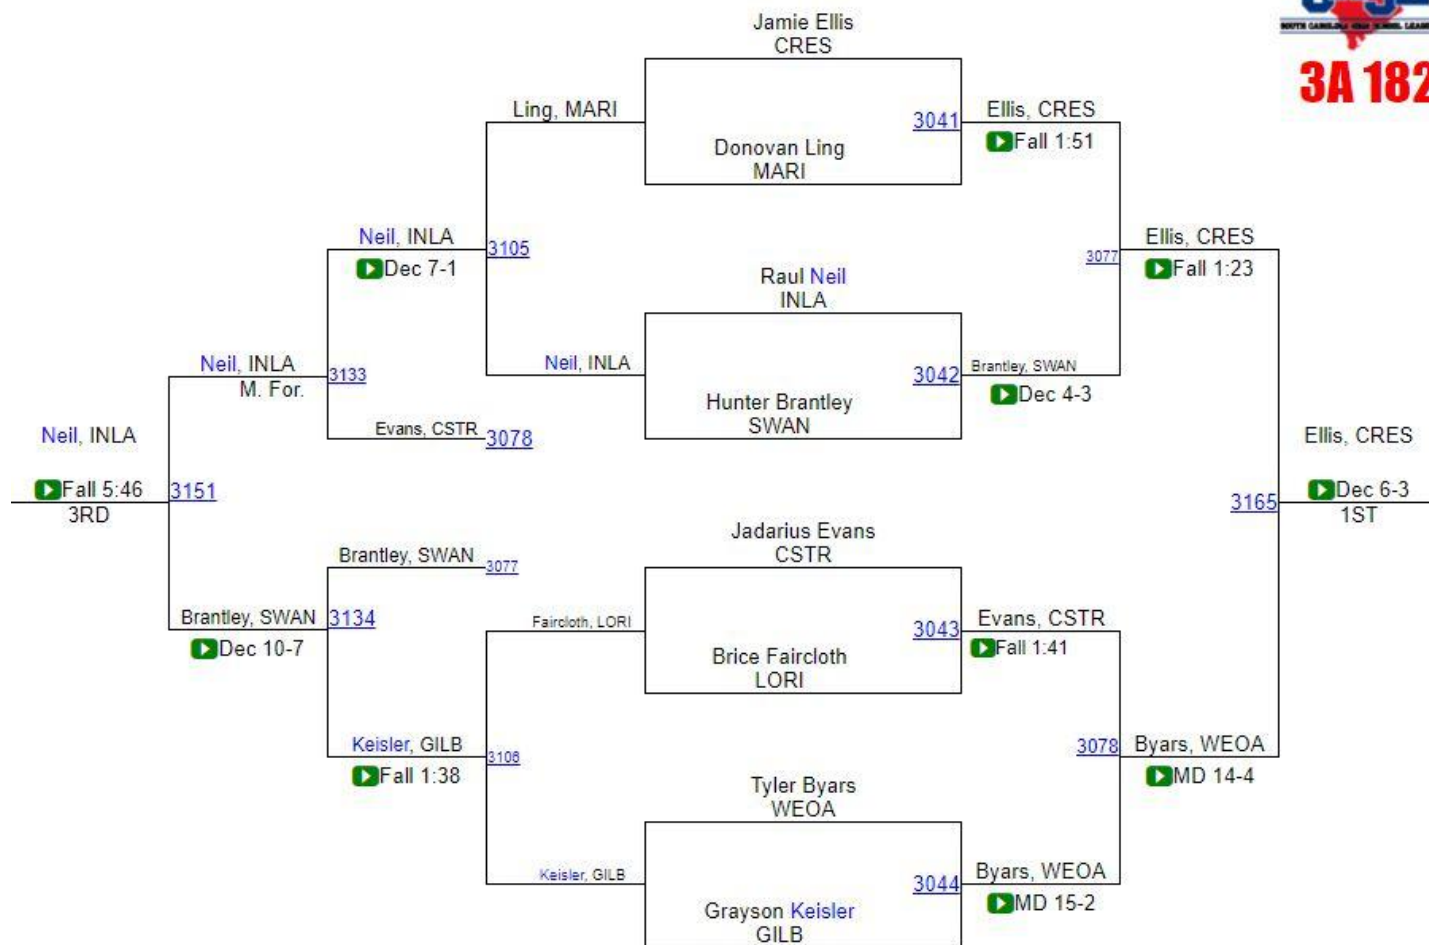 Jamie Ellis
CRES
SOUTH CAROLINA HIGH SCHOOL LEAGUE
3A 182
Ling, MARI
3041
Ellis, CRES
Fall 1:51
Donovan Ling
MARI
Neil, INLA
Dec 7-1
3105
Raul Neil
INLA
3077
Ellis, CRES
Fall 1:23
Neil, INLA
M. For.
3133
Neil, INLA
3042
Brantley, SWAN
Dec 4-3
Hunter Brantley
SWAN
Evans, CSTR
3078
Neil, INLA
Fall 5:46
3RD
3151
Ellis, CRES
3165
Dec 6-3
1ST
Brantley, SWAN
3077
Jadarius Evans
CSTR
Brantley, SWAN
Dec 10-7
3134
Faircloth, LORI
3043
Evans, CSTR
Fall 1:41
Brice Faircloth
LORI
Keisler, GILB
Fall 1:38
3106
3078
Byars, WEOA
MD 14-4
Tyler Byars
WEOA
Keisler, GILB
3044
Byars, WEOA
MD 15-2
Grayson Keisler
GILB